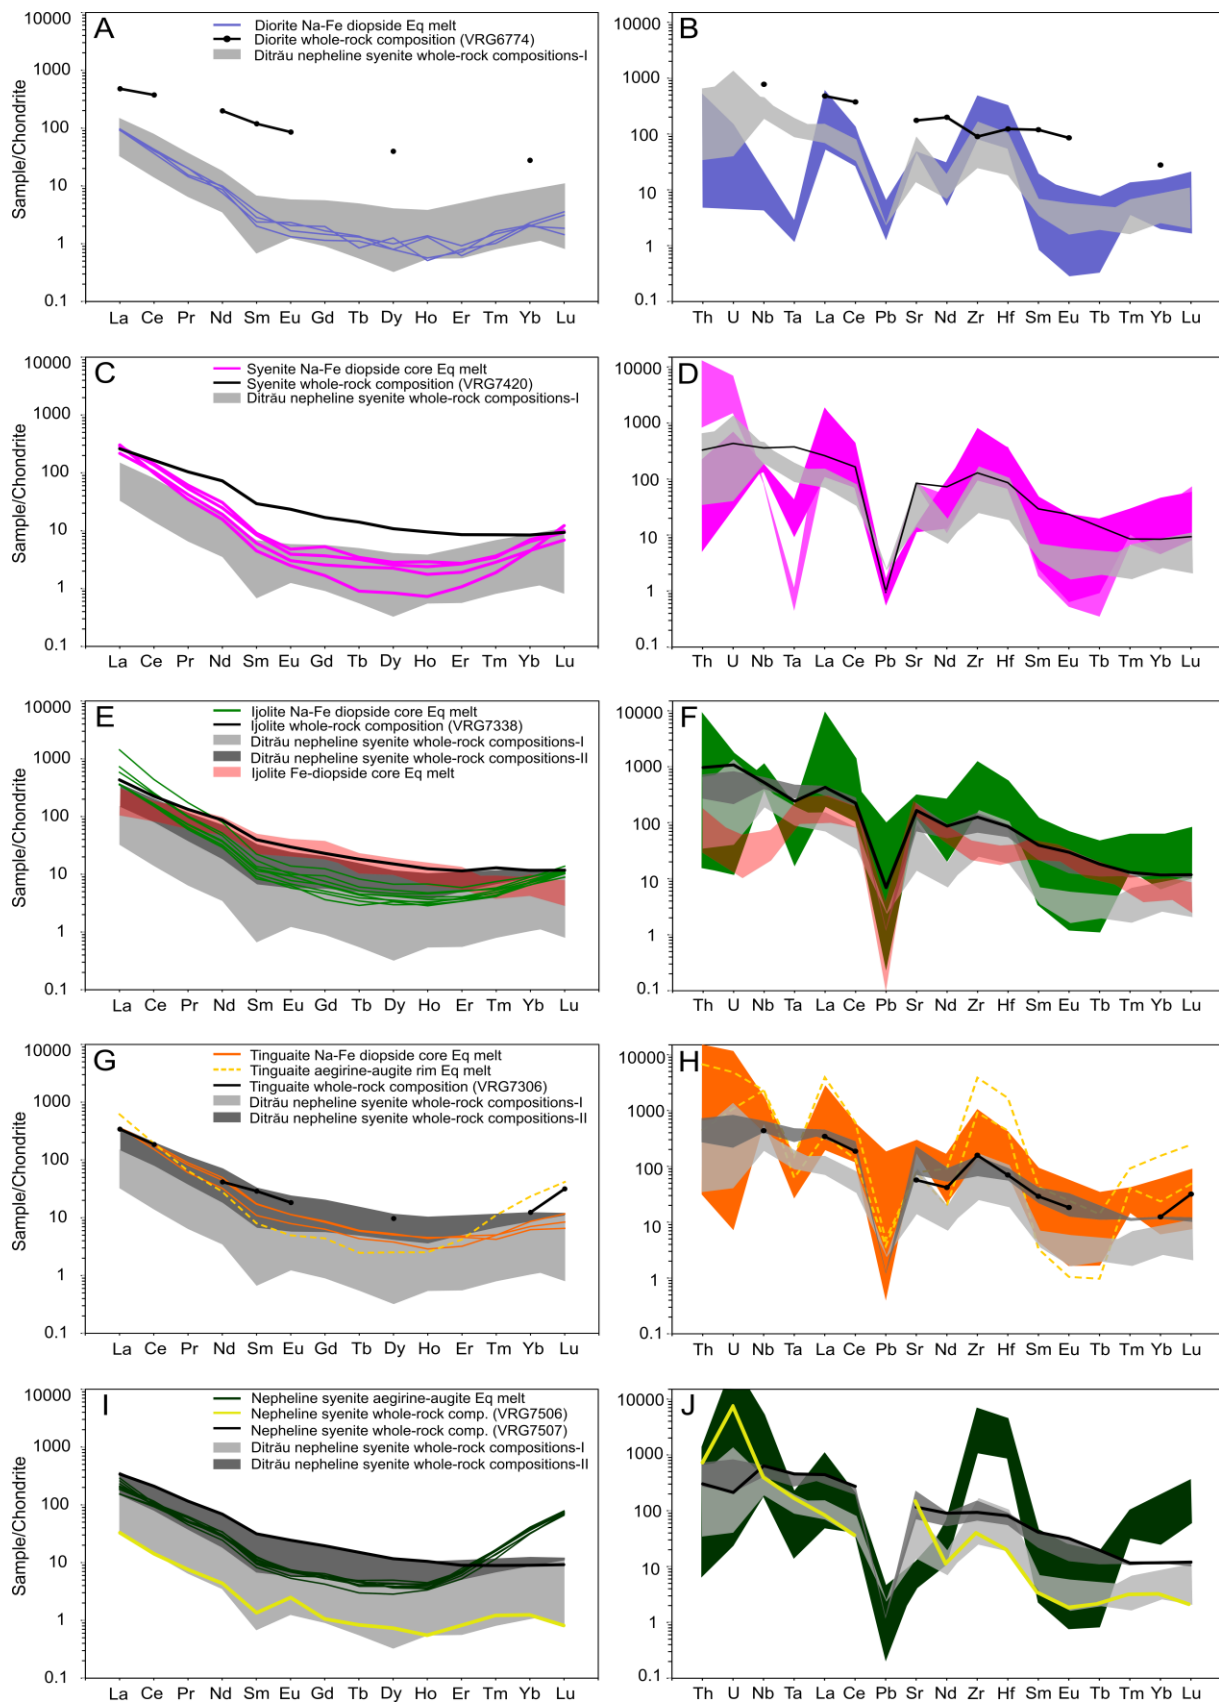 A
Diorite Na-Fe diopside Eq melt
Diorite whole-rock composition (VRG6774)
Ditrău nepheline syenite whole-rock compositions-I
Sample/Chondrite
10000
1000
100
10
1
0.1
La Ce Pr Nd Sm Eu Gd Tb Dy Ho Er Tm Yb Lu
B
10000
1000
100
10
1
0.1
Th U Nb Ta La Ce Pb Sr Nd Zr Hf Sm Eu Tb Tm Yb Lu
C
Syenite Na-Fe diopside core Eq melt
Syenite whole-rock composition (VRG7420)
Ditrău nepheline syenite whole-rock compositions-I
Sample/Chondrite
10000
1000
100
10
1
0.1
La Ce Pr Nd Sm Eu Gd Tb Dy Ho Er Tm Yb Lu
D
10000
1000
100
10
1
0.1
Th U Nb Ta La Ce Pb Sr Nd Zr Hf Sm Eu Tb Tm Yb Lu
E
Ijolite Na-Fe diopside core Eq melt
Ijolite whole-rock composition (VRG7338)
Ditrău nepheline syenite whole-rock compositions-I
Ditrău nepheline syenite whole-rock compositions-II
Ijolite Fe-diopside core Eq melt
Sample/Chondrite
10000
1000
100
10
1
0.1
La Ce Pr Nd Sm Eu Gd Tb Dy Ho Er Tm Yb Lu
F
10000
1000
100
10
1
0.1
Th U Nb Ta La Ce Pb Sr Nd Zr Hf Sm Eu Tb Tm Yb Lu
G
Tinguaite Na-Fe diopside core Eq melt
Tinguaite aegirine-augite rim Eq melt
Tinguaite whole-rock composition (VRG7306)
Ditrău nepheline syenite whole-rock compositions-I
Ditrău nepheline syenite whole-rock compositions-II
Sample/Chondrite
10000
1000
100
10
1
0.1
La Ce Pr Nd Sm Eu Gd Tb Dy Ho Er Tm Yb Lu
H
10000
1000
100
10
1
0.1
Th U Nb Ta La Ce Pb Sr Nd Zr Hf Sm Eu Tb Tm Yb Lu
I
Nepheline syenite aegirine-augite Eq melt
Nepheline syenite whole-rock comp. (VRG7506)
Nepheline syenite whole-rock comp. (VRG7507)
Ditrău nepheline syenite whole-rock compositions-I
Ditrău nepheline syenite whole-rock compositions-II
Sample/Chondrite
10000
1000
100
10
1
0.1
La Ce Pr Nd Sm Eu Gd Tb Dy Ho Er Tm Yb Lu
J
10000
1000
100
10
1
0.1
Th U Nb Ta La Ce Pb Sr Nd Zr Hf Sm Eu Tb Tm Yb Lu